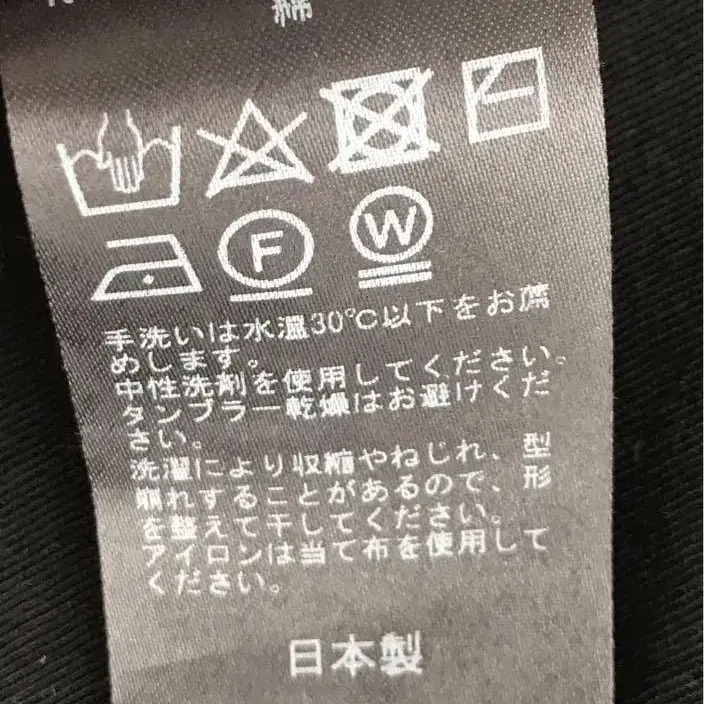 綿
F
W
手洗いは水温30°C以下をお薦
めします。
中性洗剤を使用してください。
タンブラー乾燥はお避けくだ
さい。
洗濯により収縮やねじれ、型
崩れすることがあるので、形
を整えて干してください。
アイロンは当て布を使用して
ください。
日本製